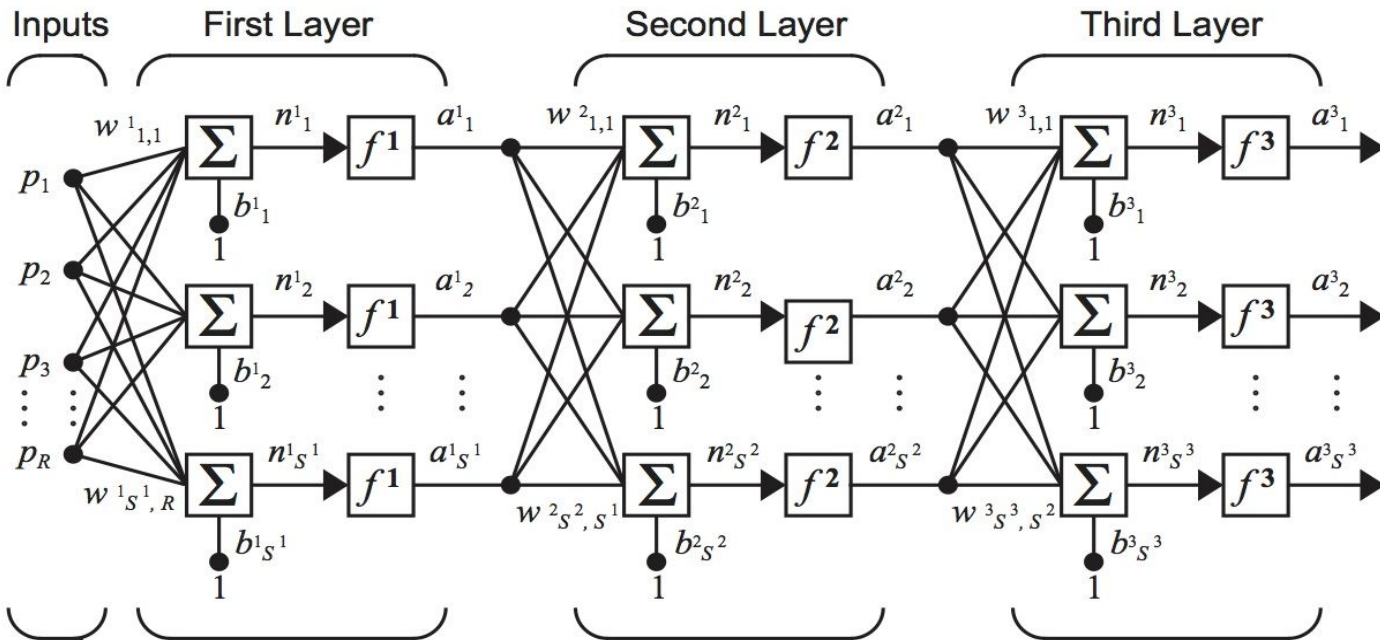 Inputs First Layer Second Layer Third Layer
w¹₁,₁ n¹₁ a¹₁ w²₁,₁ n²₁ a²₁ w³₁,₁ n³₁ a³₁
p₁ Σ f¹ Σ f² Σ f³
b¹₁ b²₁ b³₁
1 1 1
p₂ n¹₂ a¹₂ n²₂ a²₂ n³₂ a³₂
Σ f¹ Σ f² Σ f³
p₃ b¹₂ b²₂ b³₂
1 1 1
p_R n¹_S¹ a¹_S¹ n²_S² a²_S² n³_S³ a³_S³
w¹_S¹,R Σ f¹ w²_S²,S¹ Σ f² w³_S³,S² Σ f³
b¹_S¹ b²_S² b³_S³
1 1 1